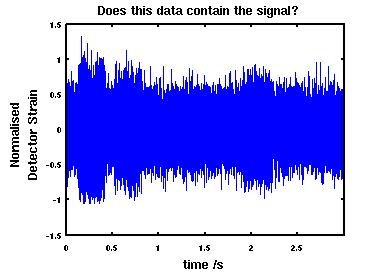 Does this data contain the signal?
1.5
1
0.5
0
-0.5
-1
-1.5
Normalised
Detector Strain
0 0.5 1 1.5 2 2.5
time /s